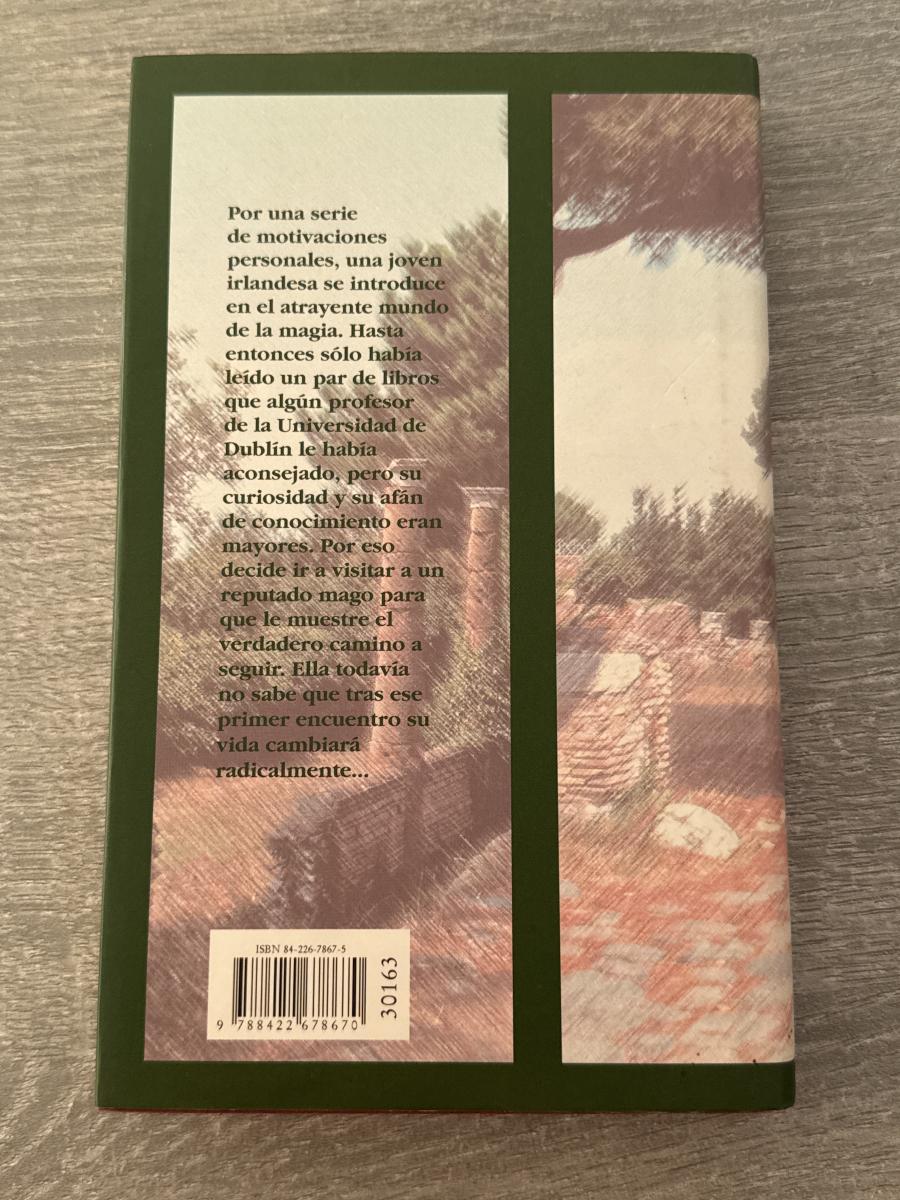 Por una serie
de motivaciones
personales, una joven
irlandesa se introduce
en el atrayente mundo
de la magia. Hasta
entonces sólo había
leído un par de libros
que algún profesor
de la Universidad de
Dublín le había
aconsejado, pero su
curiosidad y su afán
de conocimiento eran
mayores. Por eso
decide ir a visitar a un
reputado mago para
que le muestre el
verdadero camino a
seguir. Ella todavía
no sabe que tras ese
primer encuentro su
vida cambiará
radicalmente...
ISBN 84-226-7867-5
9 788422 678670
30163